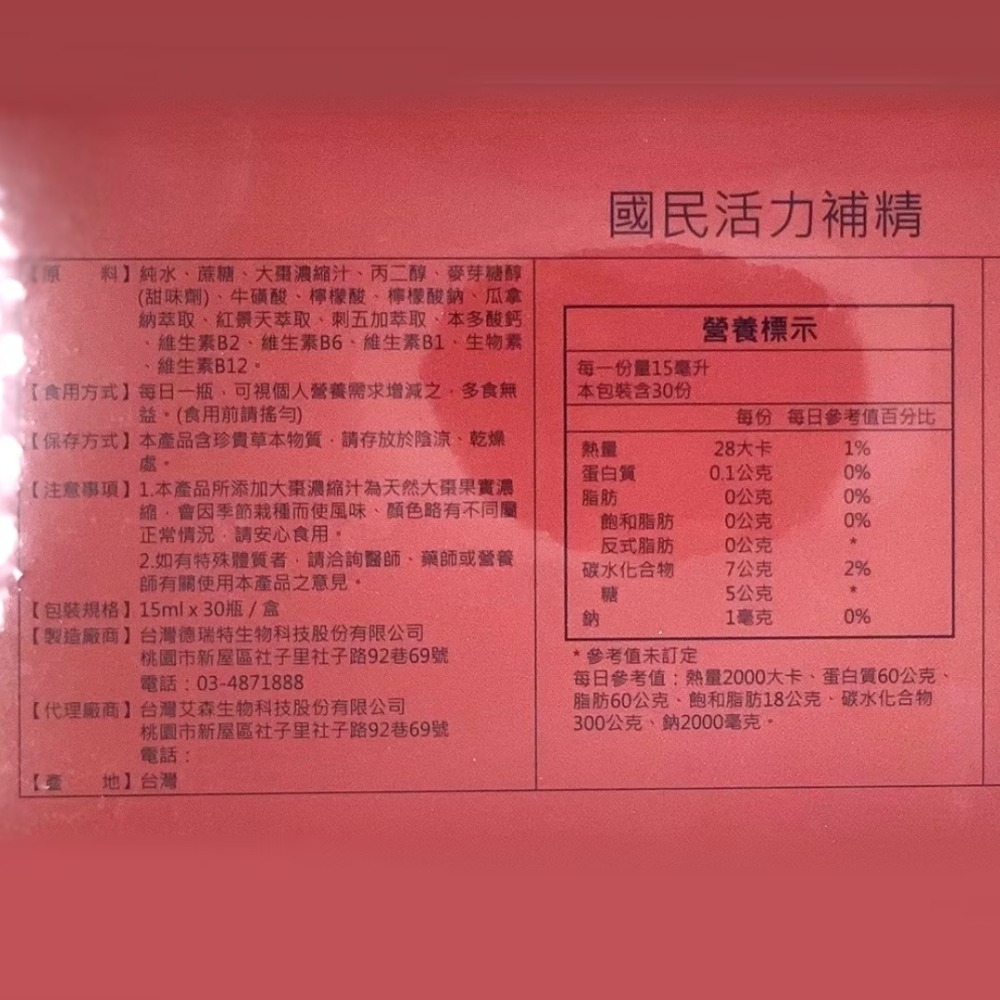 國民活力補精
【原　　料】純水、蔗糖、大棗濃縮汁、丙二醇、麥芽糖醇
(甜味劑)、牛磺酸、檸檬酸、檸檬酸鈉、瓜拿
納萃取、紅景天萃取、刺五加萃取、本多酸鈣
、維生素B2、維生素B6、維生素B1、生物素
、維生素B12。
【食用方式】每日一瓶，可視個人營養需求增減之，多食無
益。(食用前請搖勻)
【保存方式】本產品含珍貴草本物質，請存放於陰涼、乾燥
處。
【注意事項】1.本產品所添加大棗濃縮汁為天然大棗果實濃
縮，會因季節栽種而使風味、顏色略有不同屬
正常情況，請安心食用。
2.如有特殊體質者，請洽詢醫師、藥師或營養
師有關使用本產品之意見。
【包裝規格】15ml x 30瓶 / 盒
【製造廠商】台灣德瑞特生物科技股份有限公司
桃園市新屋區社子里社子路92巷69號
電話：03-4871888
【代理廠商】台灣艾森生物科技股份有限公司
桃園市新屋區社子里社子路92巷69號
電話：
【產　　地】台灣
營養標示
每一份量15毫升
本包裝含30份
每份 每日參考值百分比
熱量 28大卡 1%
蛋白質 0.1公克 0%
脂肪 0公克 0%
飽和脂肪 0公克 0%
反式脂肪 0公克 *
碳水化合物 7公克 2%
糖 5公克 *
鈉 1毫克 0%
* 參考值未訂定
每日參考值：熱量2000大卡、蛋白質60公克、
脂肪60公克、飽和脂肪18公克、碳水化合物
300公克、鈉2000毫克。